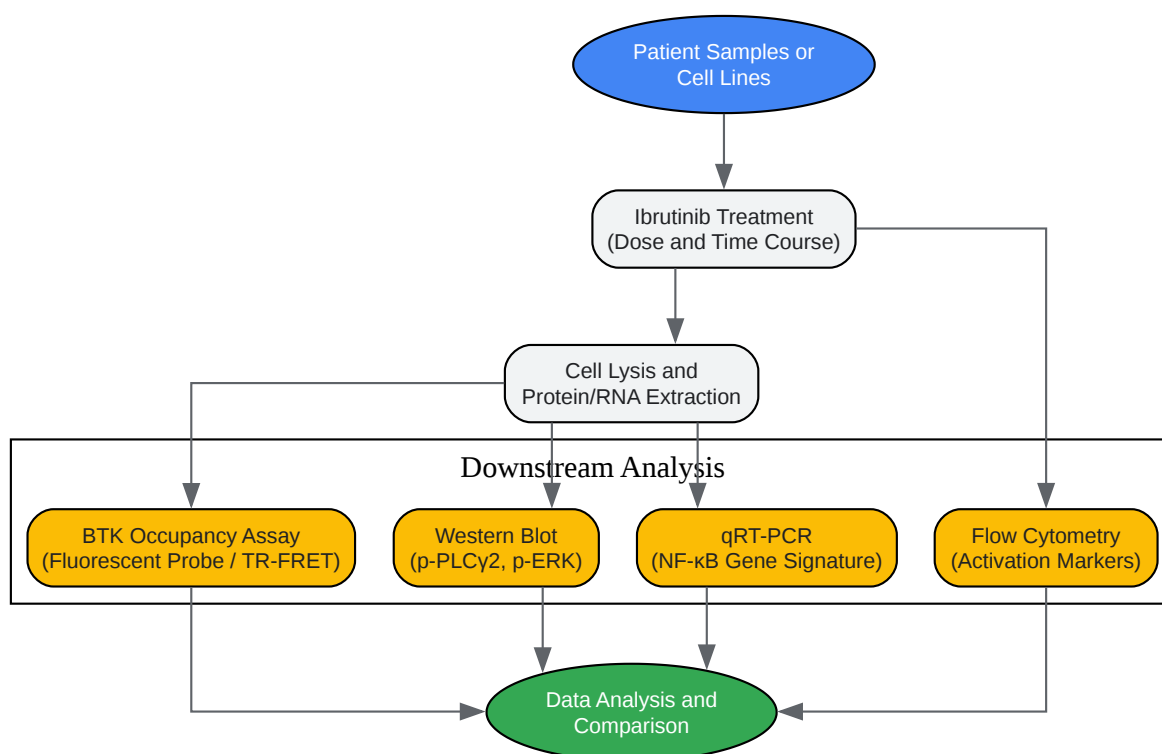 Patient Samples or
Cell Lines
Ibrutinib Treatment
(Dose and Time Course)
Cell Lysis and
Protein/RNA Extraction
Downstream Analysis
BTK Occupancy Assay
(Fluorescent Probe / TR-FRET)
Western Blot
(p-PLCγ2, p-ERK)
qRT-PCR
(NF-κB Gene Signature)
Flow Cytometry
(Activation Markers)
Data Analysis and
Comparison